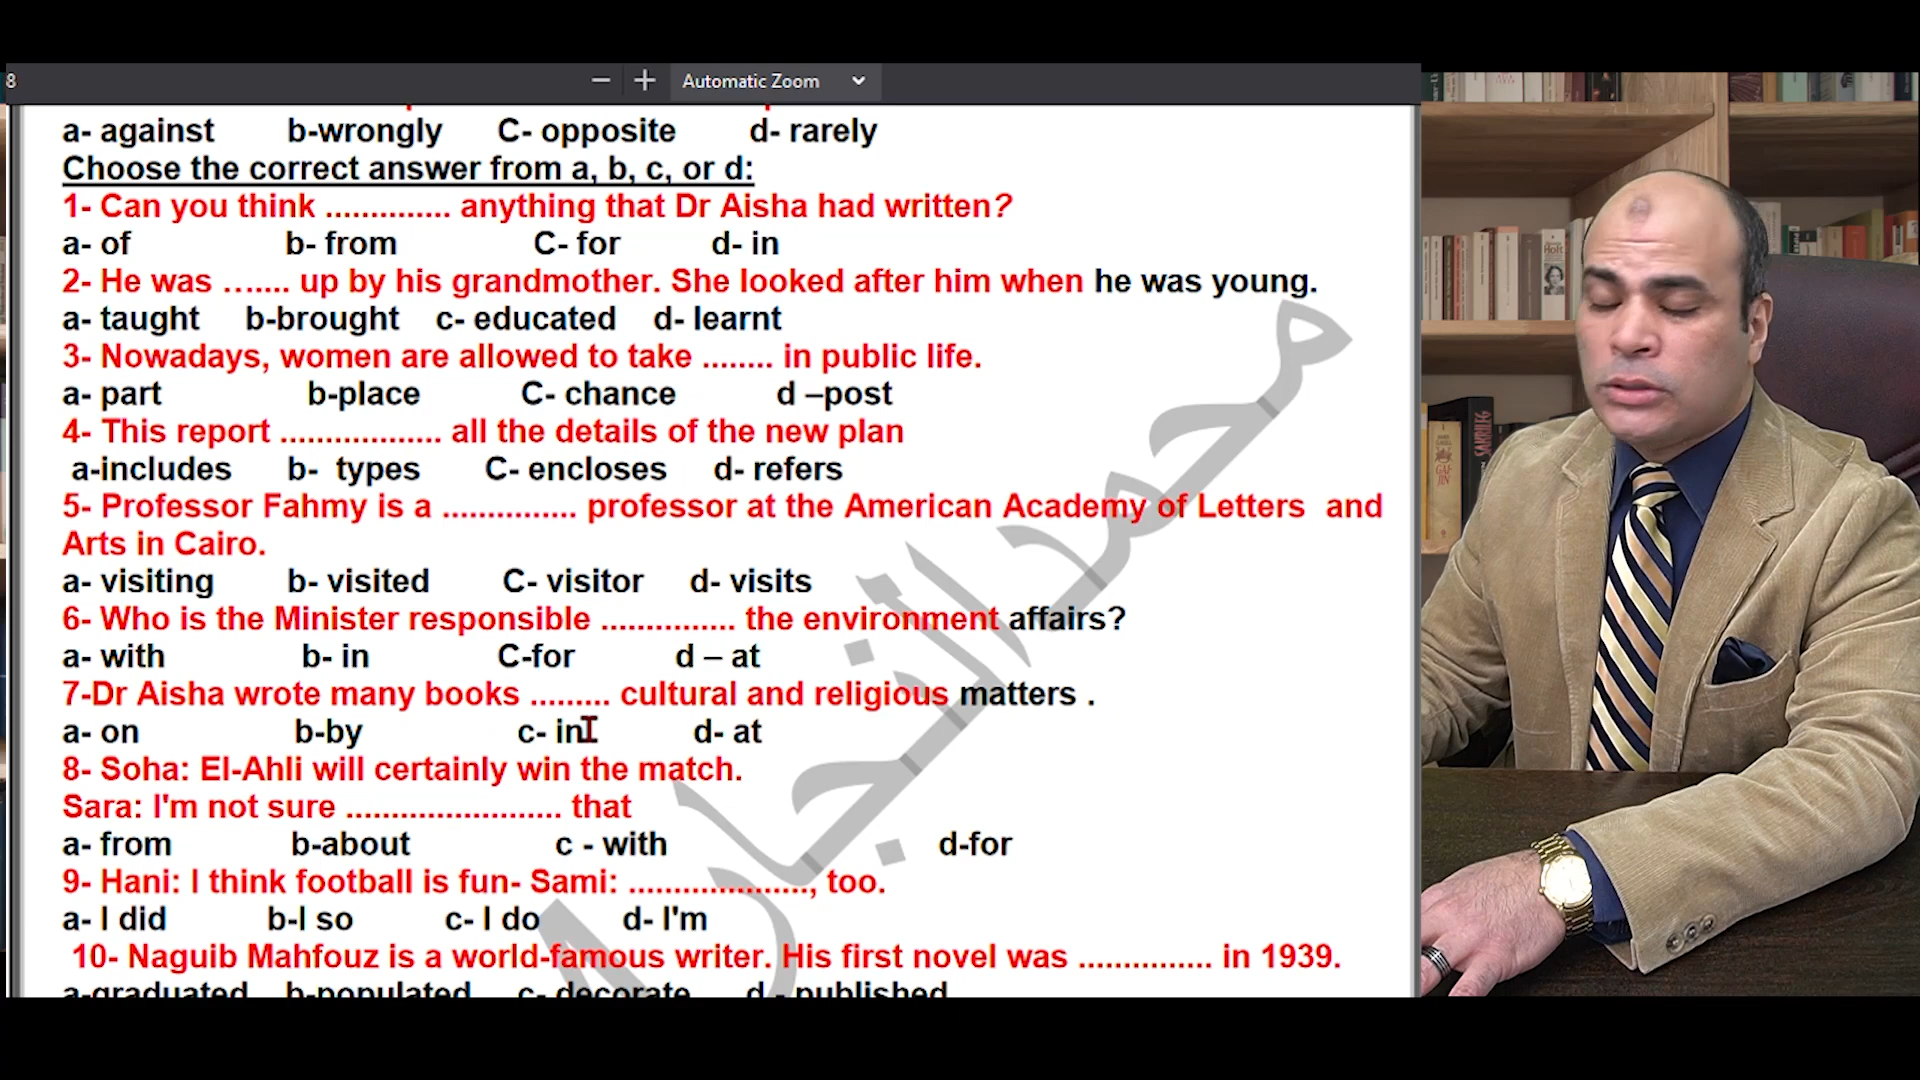 8
Automatic Zoom
a- against b-wrongly C- opposite d- rarely
Choose the correct answer from a, b, c, or d:
1- Can you think .............. anything that Dr Aisha had written?
a- of b- from C- for d- in
2- He was ........ up by his grandmother. She looked after him when he was young.
a- taught b-brought c- educated d- learnt
3- Nowadays, women are allowed to take ........ in public life.
a- part b-place C- chance d –post
4- This report .................. all the details of the new plan
a-includes b- types C- encloses d- refers
5- Professor Fahmy is a ............... professor at the American Academy of Letters and
Arts in Cairo.
a- visiting b- visited C- visitor d- visits
6- Who is the Minister responsible ............... the environment affairs?
a- with b- in C-for d – at
7-Dr Aisha wrote many books ......... cultural and religious matters .
a- on b-by c- in d- at
8- Soha: El-Ahli will certainly win the match.
Sara: I'm not sure ........................ that
a- from b-about c - with d-for
9- Hani: I think football is fun- Sami: ...................., too.
a- I did b-I so c- I do d- I'm
10- Naguib Mahfouz is a world-famous writer. His first novel was ............... in 1939.
a-graduated b-populated c- decorate d - published
محمد النجار